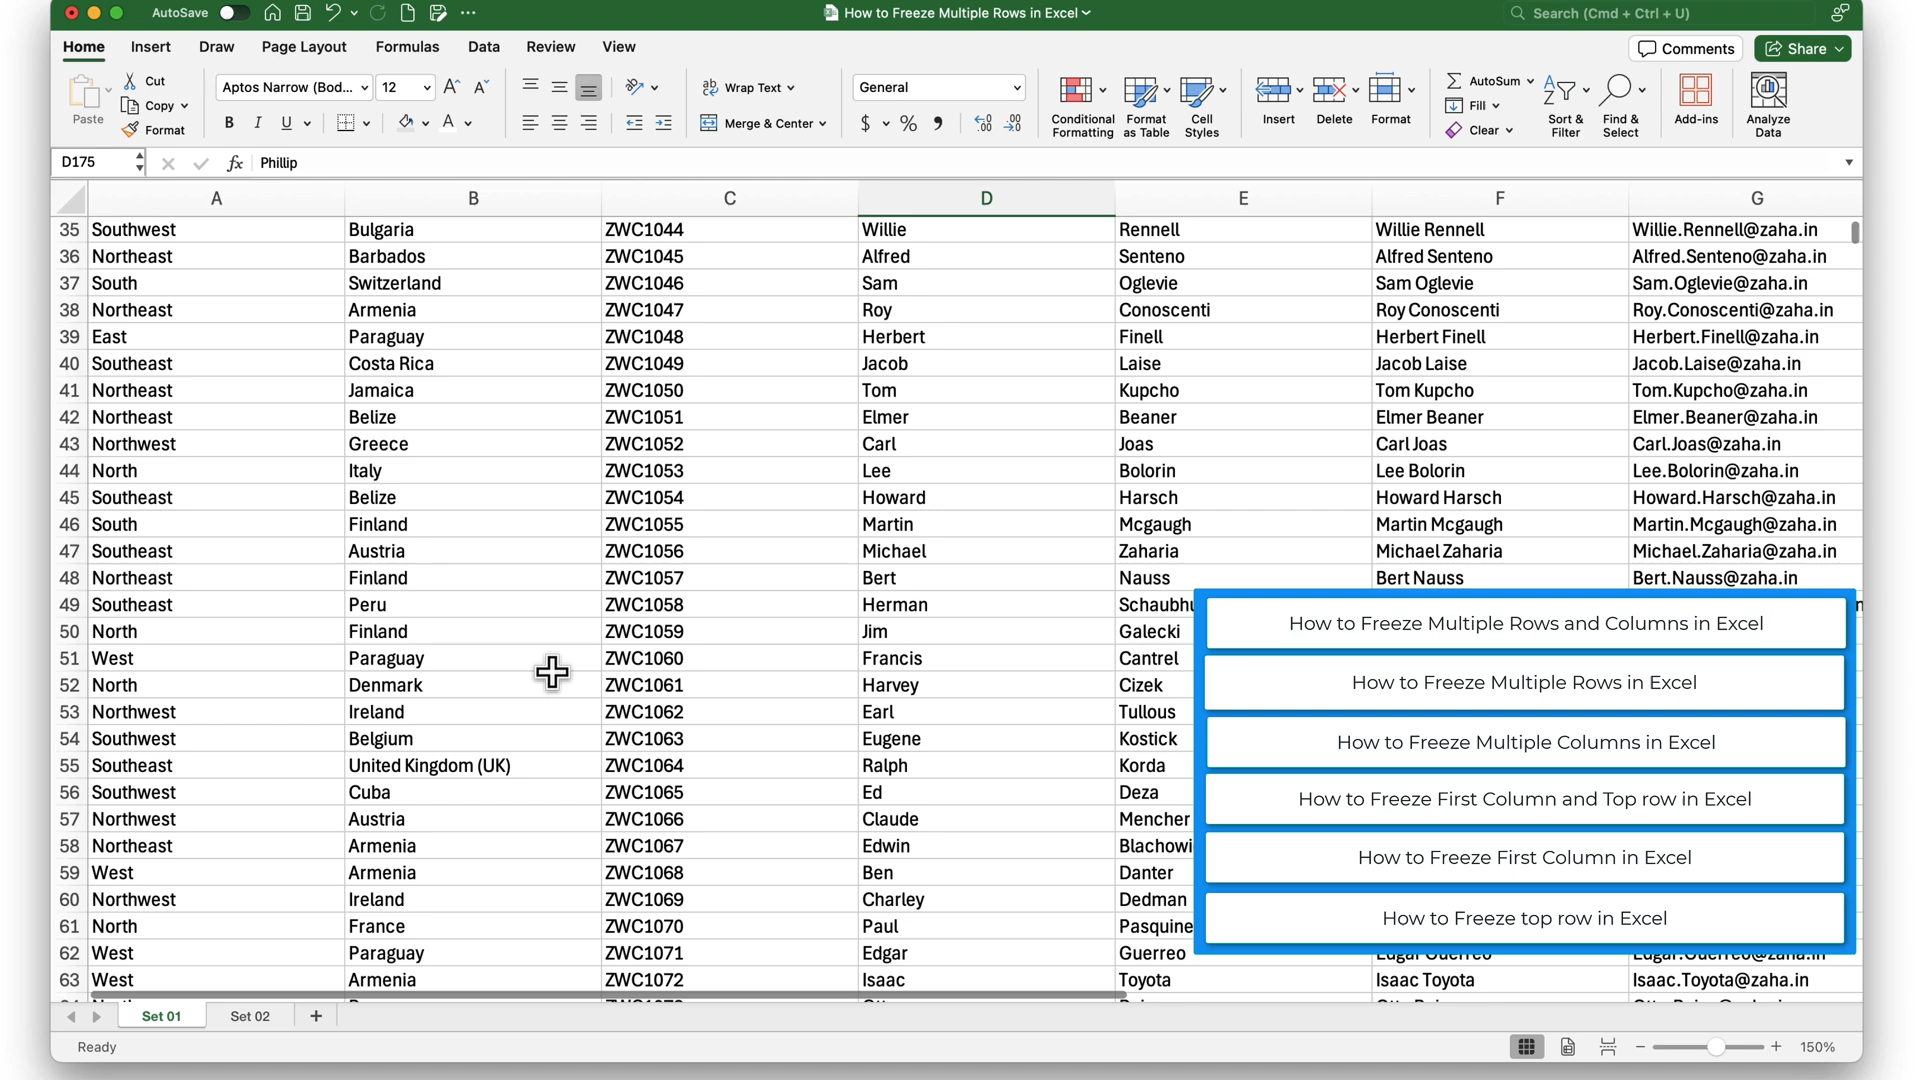 AutoSave
How to Freeze Multiple Rows in Excel
Search (Cmd + Ctrl + U)
Home Insert Draw Page Layout Formulas Data Review View
Comments
Share
Paste
Cut
Copy
Format
Aptos Narrow (Bod... 12
B I U
Wrap Text
Merge & Center
General
$ %
Conditional Formatting
Format as Table
Cell Styles
Insert
Delete
Format
AutoSum
Fill
Clear
Sort & Filter
Find & Select
Add-ins
Analyze Data
D175 fx Phillip
A B C D E F G
35 Southwest Bulgaria ZWC1044 Willie Rennell Willie Rennell Willie.Rennell@zaha.in
36 Northeast Barbados ZWC1045 Alfred Senteno Alfred Senteno Alfred.Senteno@zaha.in
37 South Switzerland ZWC1046 Sam Oglevie Sam Oglevie Sam.Oglevie@zaha.in
38 Northeast Armenia ZWC1047 Roy Conoscenti Roy Conoscenti Roy.Conoscenti@zaha.in
39 East Paraguay ZWC1048 Herbert Finell Herbert Finell Herbert.Finell@zaha.in
40 Southeast Costa Rica ZWC1049 Jacob Laise Jacob Laise Jacob.Laise@zaha.in
41 Northeast Jamaica ZWC1050 Tom Kupcho Tom Kupcho Tom.Kupcho@zaha.in
42 Northeast Belize ZWC1051 Elmer Beaner Elmer Beaner Elmer.Beaner@zaha.in
43 Northwest Greece ZWC1052 Carl Joas Carl Joas Carl.Joas@zaha.in
44 North Italy ZWC1053 Lee Bolorin Lee Bolorin Lee.Bolorin@zaha.in
45 Southeast Belize ZWC1054 Howard Harsch Howard Harsch Howard.Harsch@zaha.in
46 South Finland ZWC1055 Martin Mcgaugh Martin Mcgaugh Martin.Mcgaugh@zaha.in
47 Southeast Austria ZWC1056 Michael Zaharia Michael Zaharia Michael.Zaharia@zaha.in
48 Northeast Finland ZWC1057 Bert Nauss Bert Nauss Bert.Nauss@zaha.in
49 Southeast Peru ZWC1058 Herman
50 North Finland ZWC1059 Jim Galecki
51 West Paraguay ZWC1060 Francis Cantrel
52 North Denmark ZWC1061 Harvey Cizek
53 Northwest Ireland ZWC1062 Earl Tullous
54 Southwest Belgium ZWC1063 Eugene Kostick
55 Southeast United Kingdom (UK) ZWC1064 Ralph Korda
56 Southwest Cuba ZWC1065 Ed Deza
57 Northwest Austria ZWC1066 Claude Mencher
58 Northeast Armenia ZWC1067 Edwin Blachowi
59 West Armenia ZWC1068 Ben Danter
60 Northwest Ireland ZWC1069 Charley Dedman
61 North France ZWC1070 Paul Pasquine
62 West Paraguay ZWC1071 Edgar Guerreo Edgar Guerreo Edgar.Guerreo@zaha.in
63 West Armenia ZWC1072 Isaac Toyota Isaac Toyota Isaac.Toyota@zaha.in
How to Freeze Multiple Rows and Columns in Excel
How to Freeze Multiple Rows in Excel
How to Freeze Multiple Columns in Excel
How to Freeze First Column and Top row in Excel
How to Freeze First Column in Excel
How to Freeze top row in Excel
Set 01 Set 02 +
Ready
150%